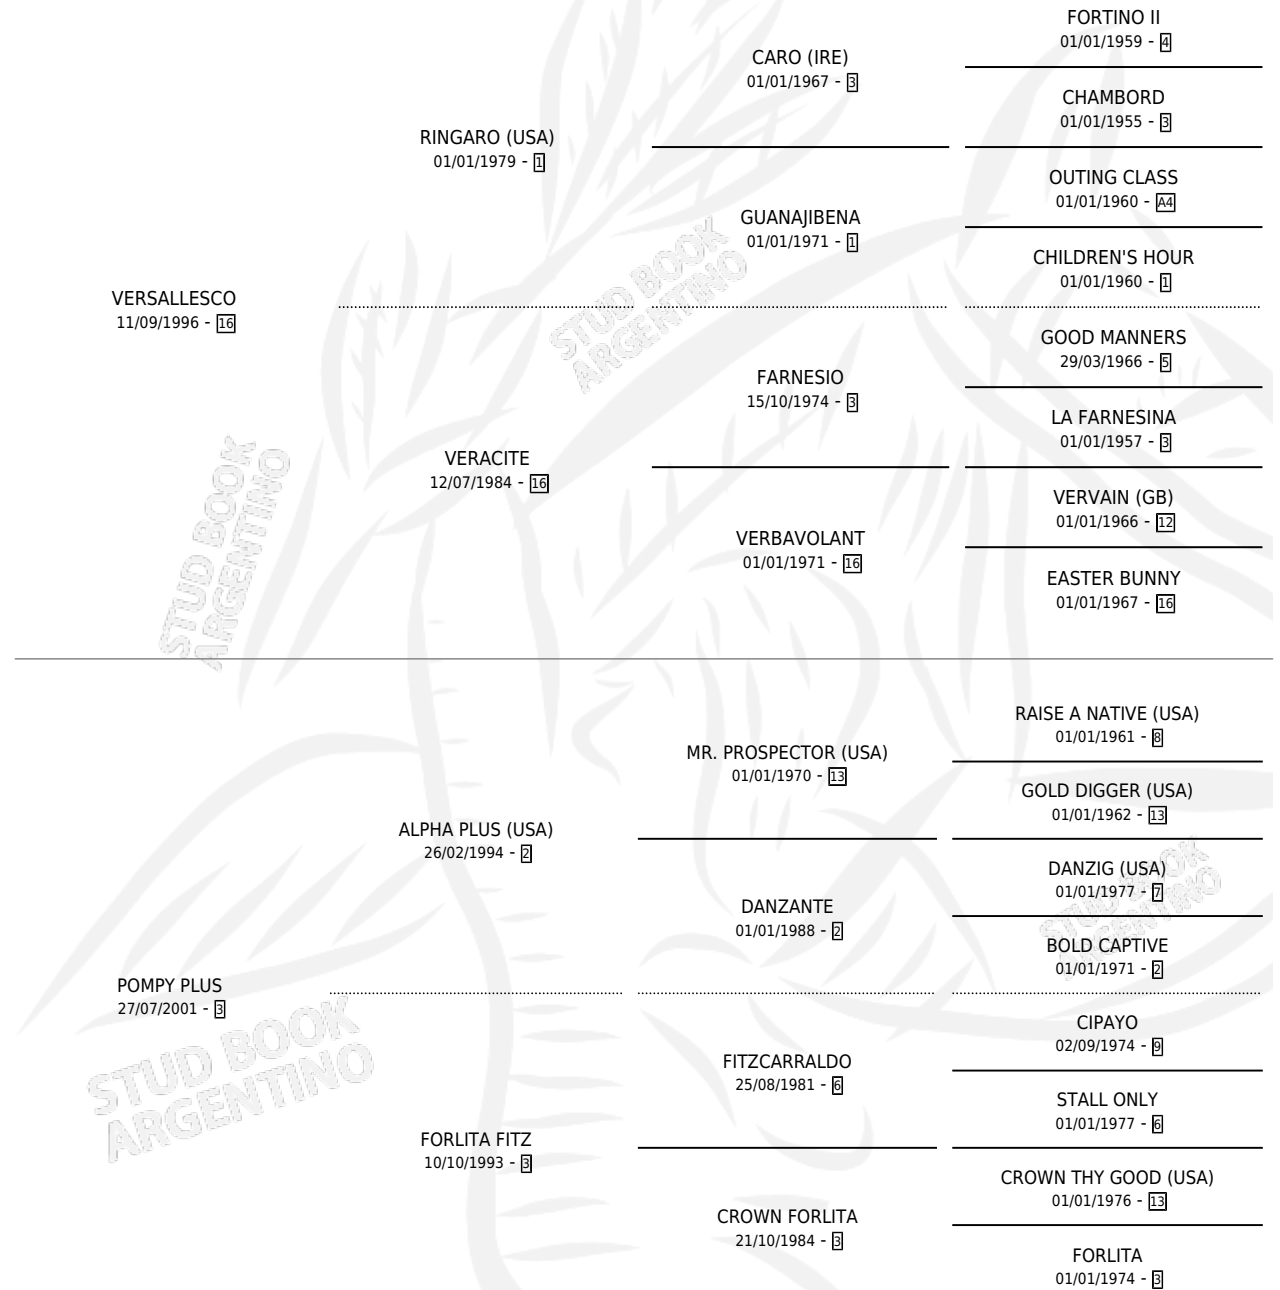 FORTINO II
01/01/1959 - 4
CARO (IRE)
01/01/1967 - 3
CHAMBORD
01/01/1955 - 3
RINGARO (USA)
01/01/1979 - 1
OUTING CLASS
01/01/1960 - A4
GUANAJIBENA
01/01/1971 - 1
CHILDREN'S HOUR
01/01/1960 - 1
VERSALLESCO
11/09/1996 - 16
GOOD MANNERS
29/03/1966 - 5
FARNESIO
15/10/1974 - 3
LA FARNESINA
01/01/1957 - 3
VERACITE
12/07/1984 - 16
VERVAIN (GB)
01/01/1966 - 12
VERBAVOLANT
01/01/1971 - 16
EASTER BUNNY
01/01/1967 - 16
RAISE A NATIVE (USA)
01/01/1961 - 8
MR. PROSPECTOR (USA)
01/01/1970 - 13
GOLD DIGGER (USA)
01/01/1962 - 13
ALPHA PLUS (USA)
26/02/1994 - 2
DANZIG (USA)
01/01/1977 - 7
DANZANTE
01/01/1988 - 2
BOLD CAPTIVE
01/01/1971 - 2
POMPY PLUS
27/07/2001 - 3
CIPAYO
02/09/1974 - 9
FITZCARRALDO
25/08/1981 - 6
STALL ONLY
01/01/1977 - 6
FORLITA FITZ
10/10/1993 - 3
CROWN THY GOOD (USA)
01/01/1976 - 13
CROWN FORLITA
21/10/1984 - 3
FORLITA
01/01/1974 - 3
STUD BOOK
ARGENTINO
STUD BOOK
ARGENTINO
STUD BOOK
ARGENTINO
STUD BOOK
ARGENTINO